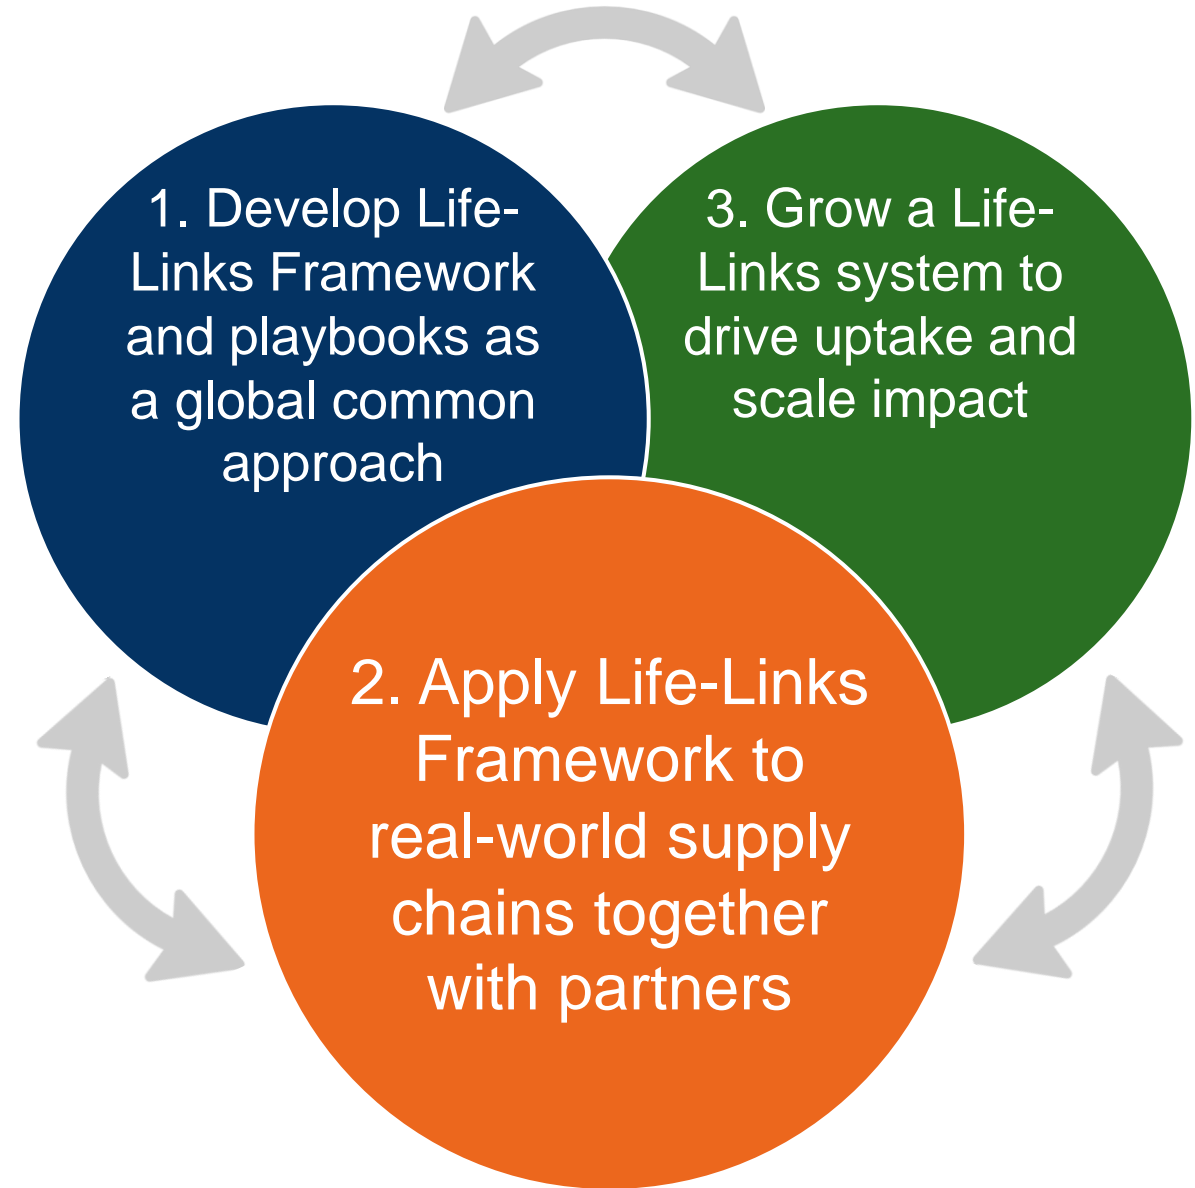 1. Develop Life-
Links Framework
and playbooks as
a global common
approach
3. Grow a Life-
Links system to
drive uptake and
scale impact
2. Apply Life-Links
Framework to
real-world supply
chains together
with partners